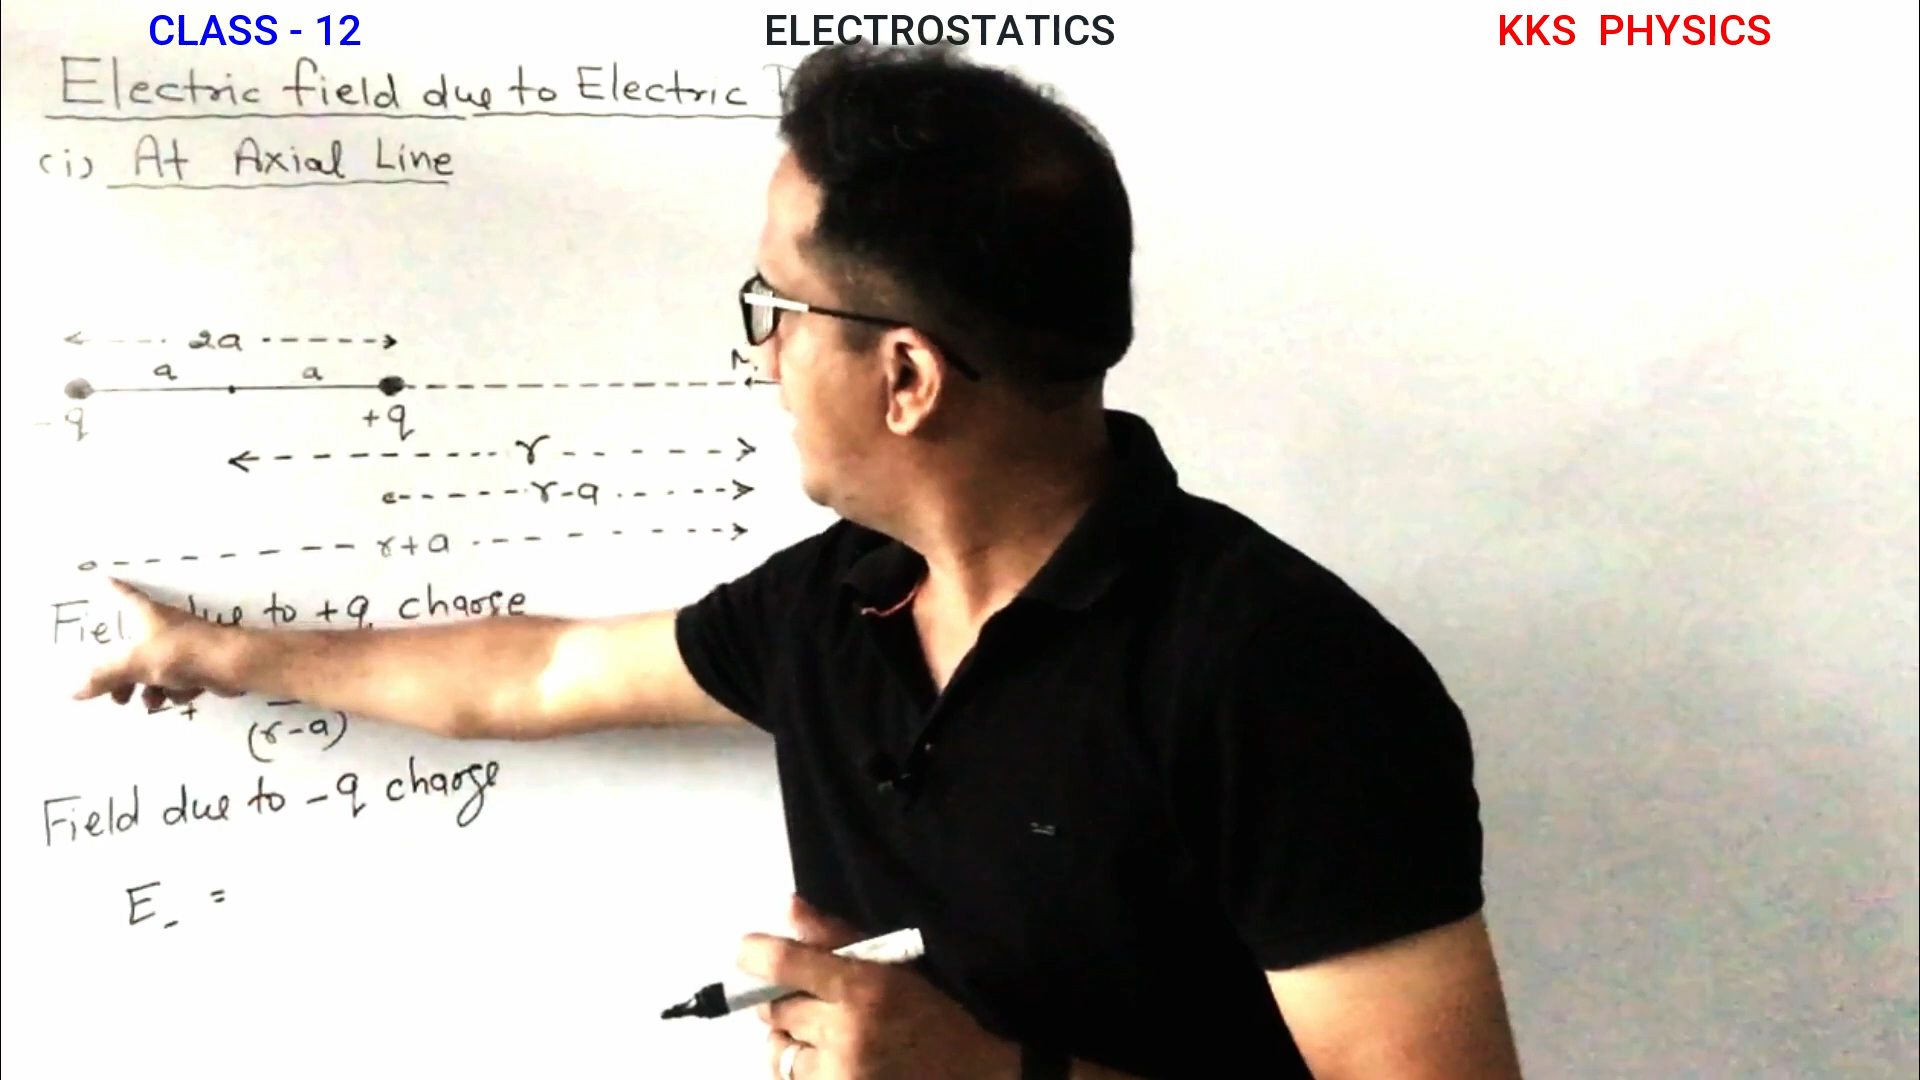 CLASS - 12 ELECTROSTATICS KKS PHYSICS
Electric field due to Electric
(i) At Axial Line
2a
a a
-q +q
r
r-a
r+a
due to +q charge
(r-a)
Field due to -q charge
E_ =